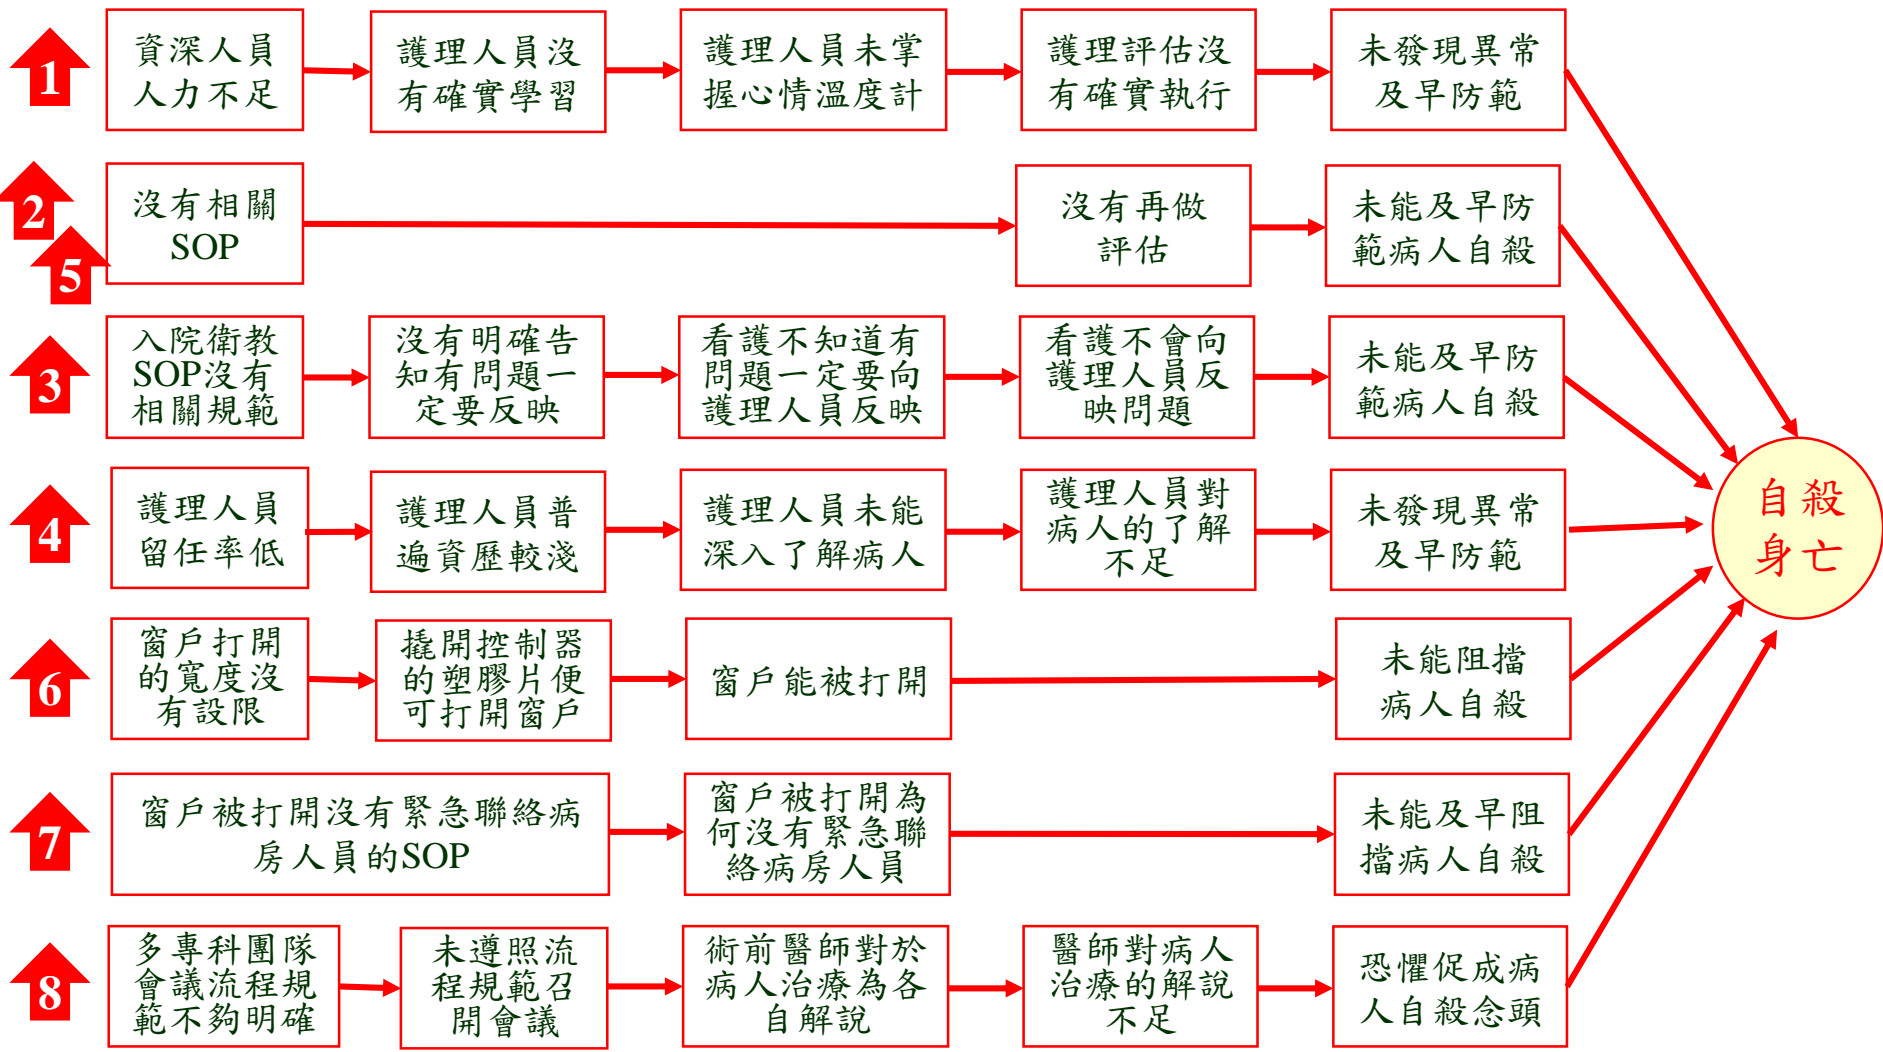 1
資深人員
人力不足
護理人員沒
有確實學習
護理人員未掌
握心情溫度計
護理評估沒
有確實執行
未發現異常
及早防範
2
5
沒有相關
SOP
沒有再做
評估
未能及早防
範病人自殺
3
入院衛教
SOP沒有
相關規範
沒有明確告
知有問題一
定要反映
看護不知道有
問題一定要向
護理人員反映
看護不會向
護理人員反
映問題
未能及早防
範病人自殺
4
護理人員
留任率低
護理人員普
遍資歷較淺
護理人員未能
深入了解病人
護理人員對
病人的了解
不足
未發現異常
及早防範
自殺
身亡
6
窗戶打開
的寬度沒
有設限
撬開控制器
的塑膠片便
可打開窗戶
窗戶能被打開
未能阻擋
病人自殺
7
窗戶被打開沒有緊急聯絡病
房人員的SOP
窗戶被打開為
何沒有緊急聯
絡病房人員
未能及早阻
擋病人自殺
8
多專科團隊
會議流程規
範不夠明確
未遵照流
程規範召
開會議
術前醫師對於
病人治療為各
自解說
醫師對病人
治療的解說
不足
恐懼促成病
人自殺念頭